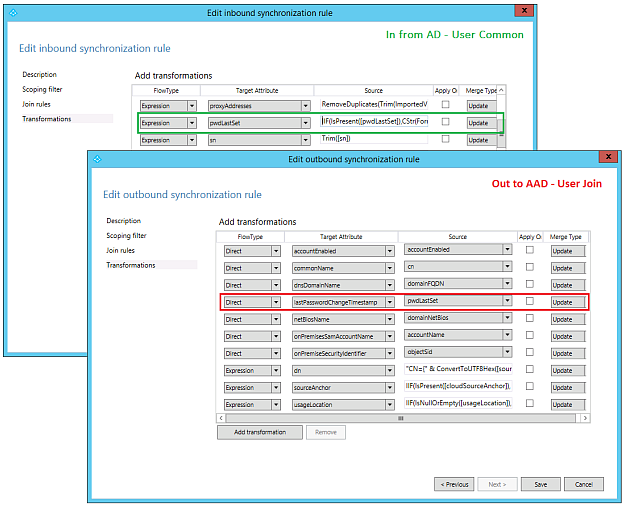 Edit inbound synchronization rule
x
In from AD - User Common
Edit inbound synchronization rule
Description
Scoping filter
Join rules
Transformations
Add transformations
FlowType Target Attribute Source Apply O Merge Type
Expression proxyAddresses RemoveDuplicates(Trim(ImportedV Update
Expression pwdLastSet IIF(IsPresent([pwdLastSet]),CStr(For Update
Expression sn Trim([sn]) Update
Edit outbound synchronization rule
x
Out to AAD - User Join
Edit outbound synchronization rule
Description
Scoping filter
Join rules
Transformations
Add transformations
FlowType Target Attribute Source Apply O Merge Type
Direct accountEnabled accountEnabled Update
Direct commonName cn Update
Direct dnsDomainName domainFQDN Update
Direct lastPasswordChangeTimestamp pwdLastSet Update
Direct netBiosName domainNetBios Update
Direct onPremisesSamAccountName accountName Update
Direct onPremiseSecurityIdentifier objectSid Update
Expression dn "CN={" & ConvertToUTF8Hex([sour Update
Expression sourceAnchor IIF(IsPresent([cloudSourceAnchor]), Update
Expression usageLocation IIF(IsNullOrEmpty([usageLocation]), Update
Add transformation Remove
< Previous Next > Save Cancel